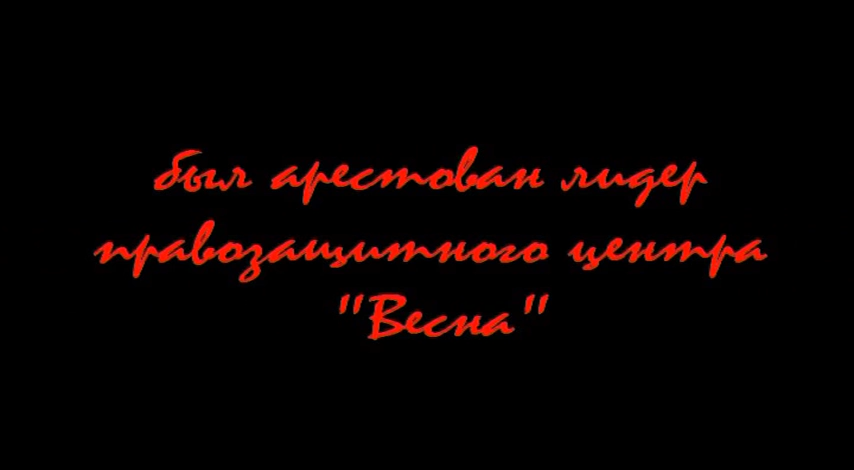 был арестован лидер
правозащитного центра
"Весна"